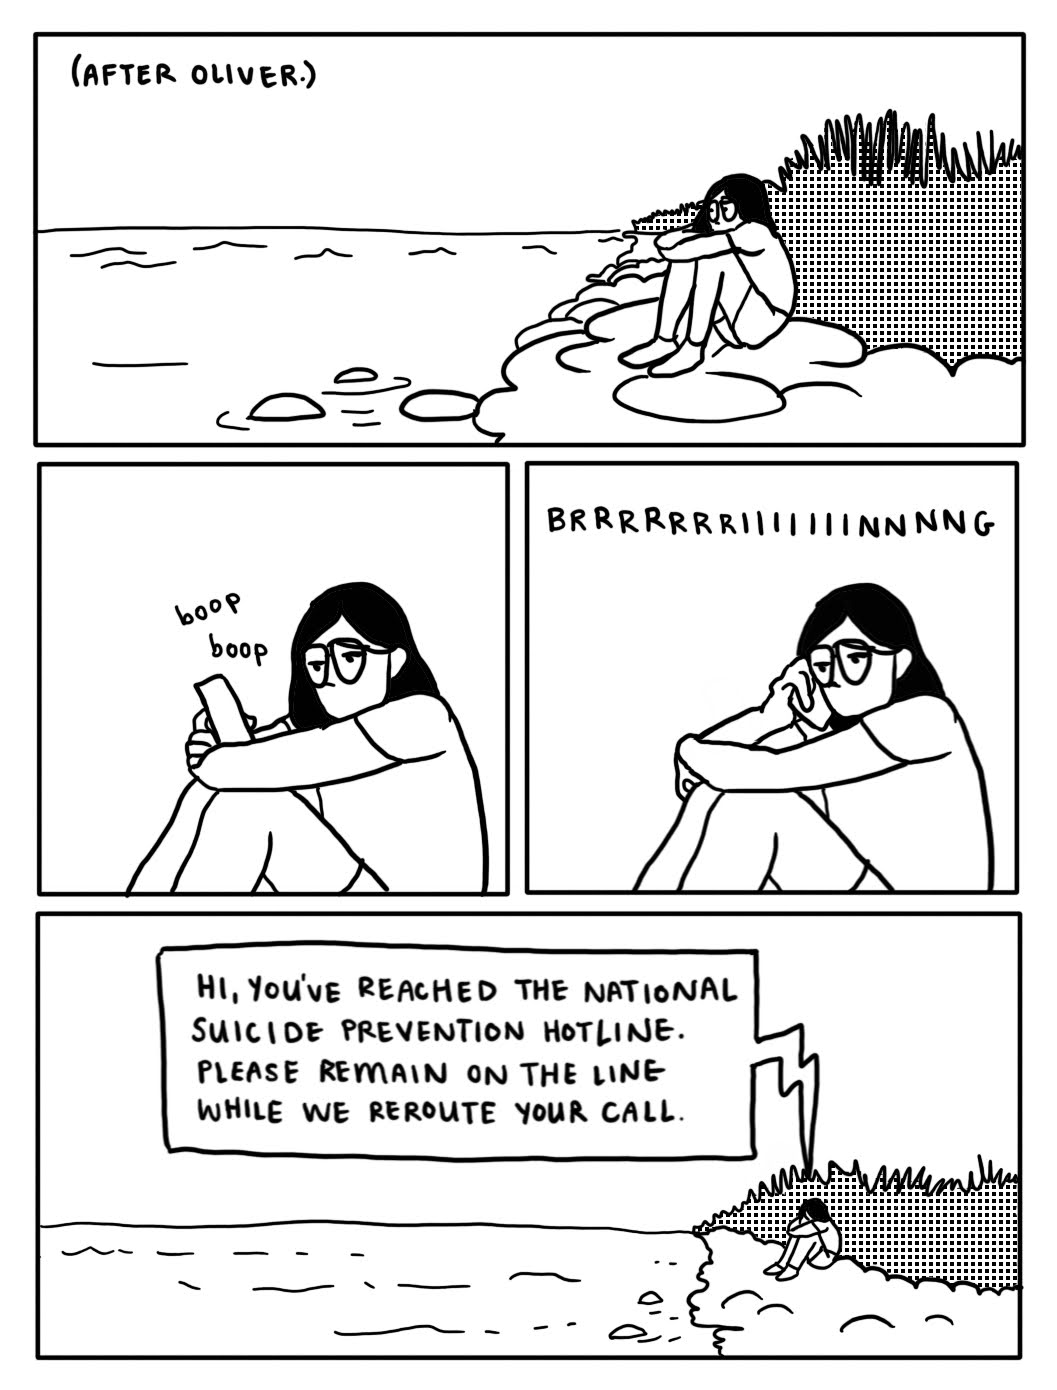 (AFTER OLIVER.)
boop
boop
BRRRRRRRRIIIIIIIINNNNNG
HI, YOU'VE REACHED THE NATIONAL
SUICIDE PREVENTION HOTLINE.
PLEASE REMAIN ON THE LINE
WHILE WE REROUTE YOUR CALL.